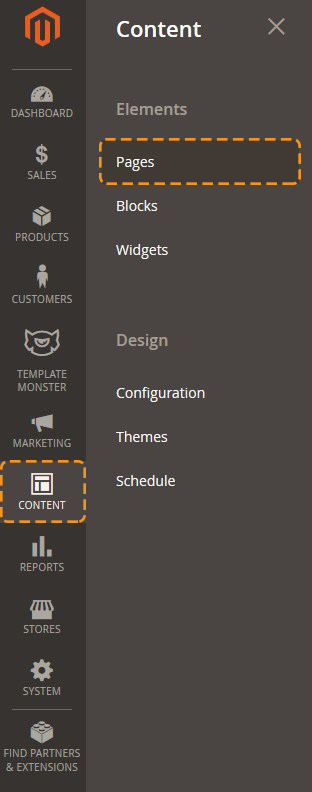 DASHBOARD
SALES
PRODUCTS
CUSTOMERS
TEMPLATE
MONSTER
MARKETING
CONTENT
REPORTS
STORES
SYSTEM
FIND PARTNERS
& EXTENSIONS
Content
Elements
Pages
Blocks
Widgets
Design
Configuration
Themes
Schedule